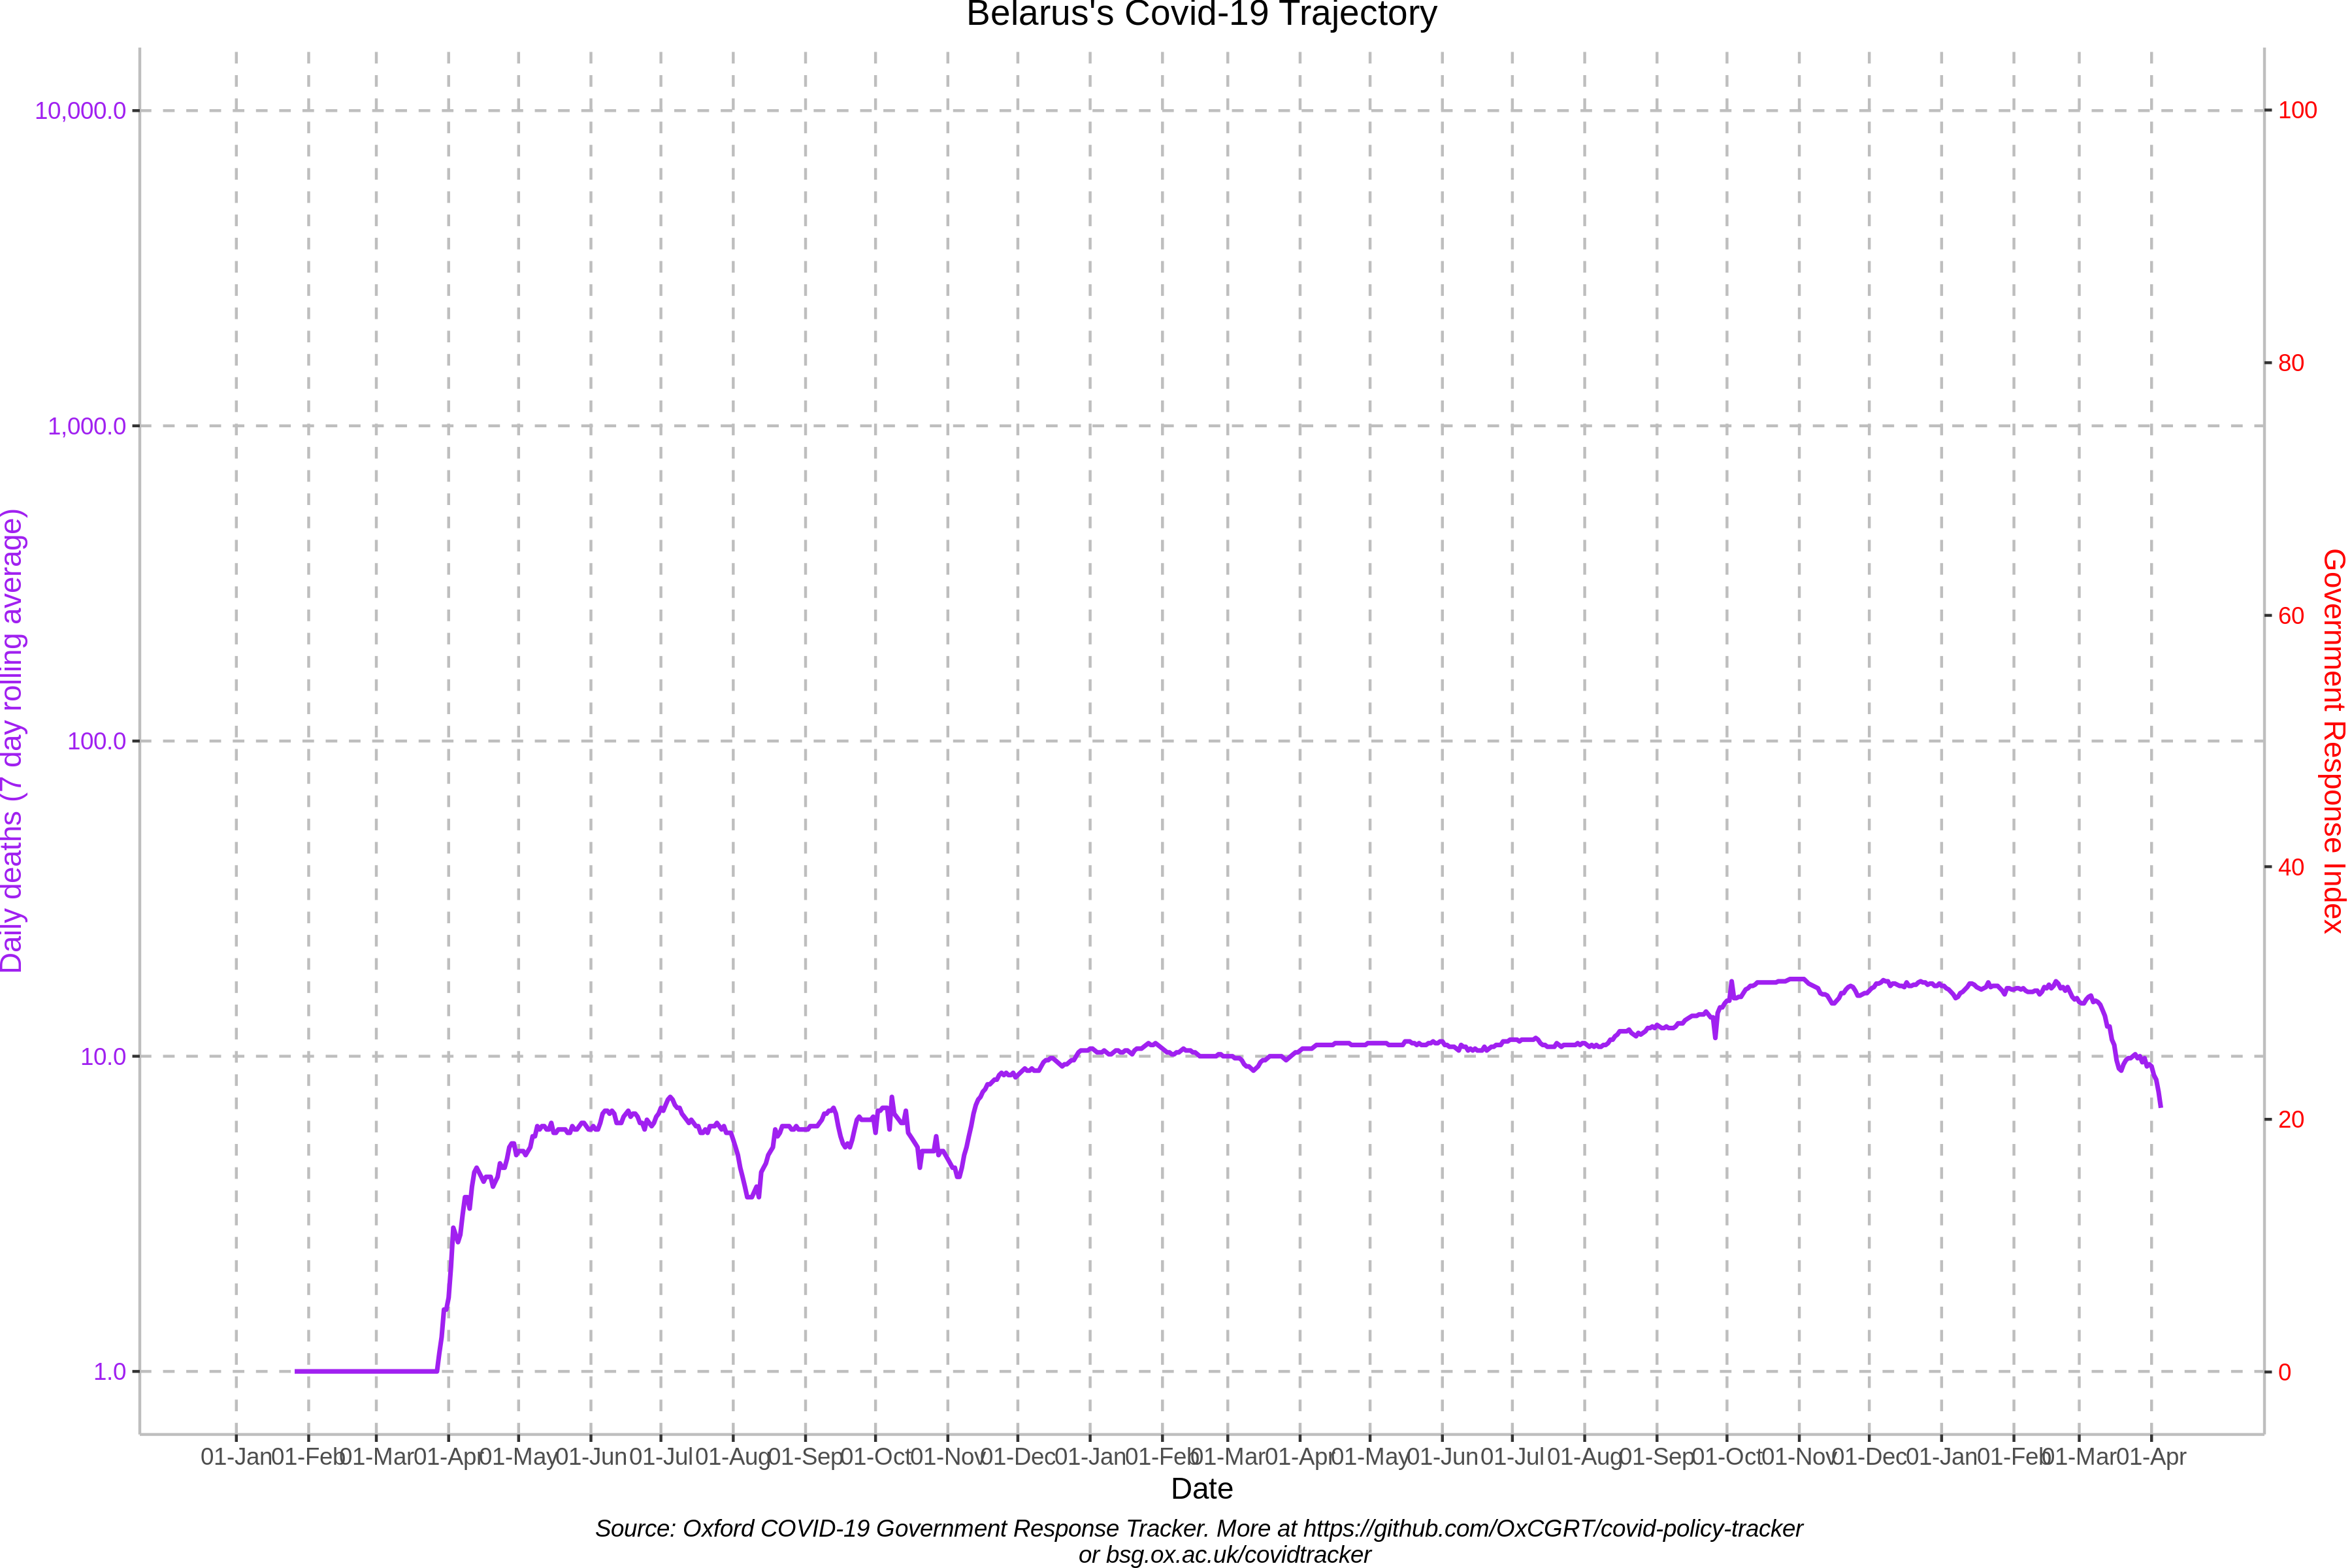 Belarus's Covid-19 Trajectory
10,000.0
1,000.0
100.0
10.0
1.0
Daily deaths (7 day rolling average)
100
80
60
40
20
0
Government Response Index
01-Jan 01-Feb 01-Mar 01-Apr 01-May 01-Jun 01-Jul 01-Aug 01-Sep 01-Oct 01-Nov 01-Dec 01-Jan 01-Feb 01-Mar 01-Apr 01-May 01-Jun 01-Jul 01-Aug 01-Sep 01-Oct 01-Nov 01-Dec 01-Jan 01-Feb 01-Mar 01-Apr
Date
Source: Oxford COVID-19 Government Response Tracker. More at https://github.com/OxCGRT/covid-policy-tracker
or bsg.ox.ac.uk/covidtracker